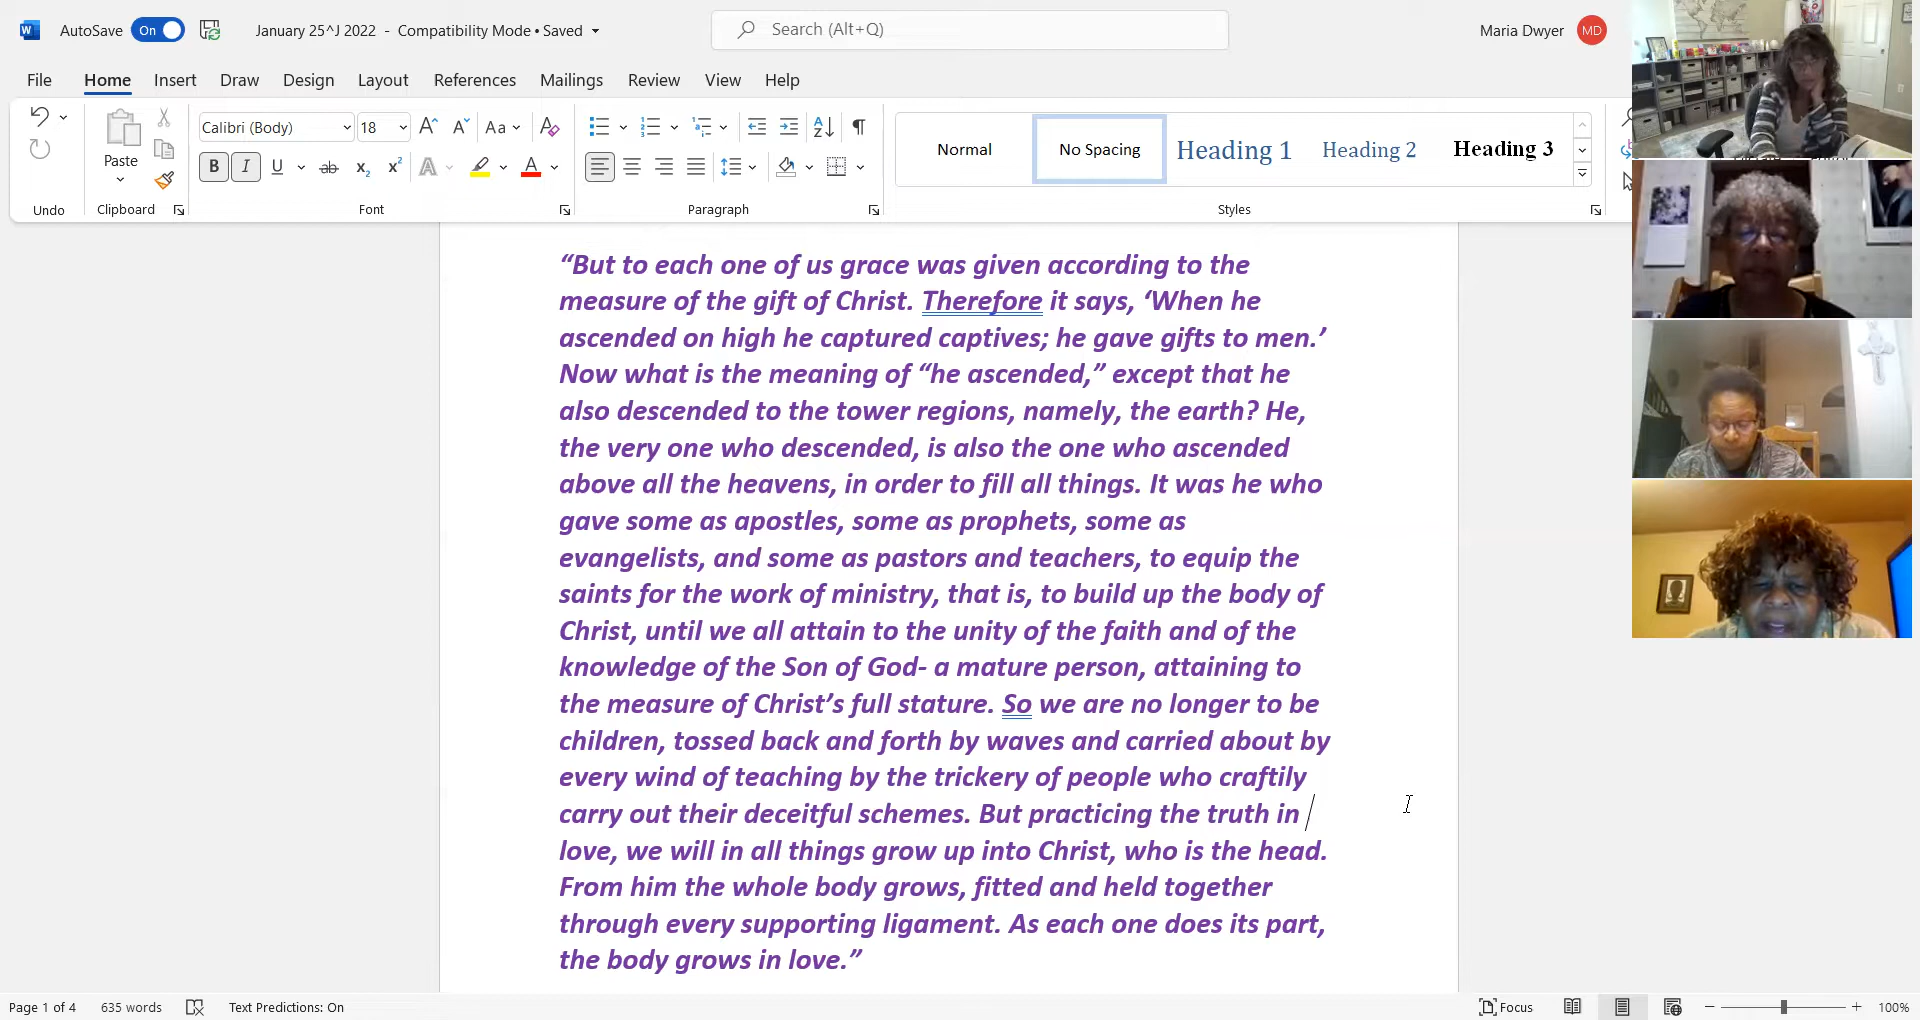 AutoSave On January 25^J 2022 - Compatibility Mode • Saved Search (Alt+Q) Maria Dwyer MD
File Home Insert Draw Design Layout References Mailings Review View Help
Calibri (Body) 18 Aa
Paste
B I U ab x₂ x² A A
Normal No Spacing Heading 1 Heading 2 Heading 3
Undo Clipboard Font Paragraph Styles
“But to each one of us grace was given according to the
measure of the gift of Christ. Therefore it says, ‘When he
ascended on high he captured captives; he gave gifts to men.’
Now what is the meaning of “he ascended,” except that he
also descended to the tower regions, namely, the earth? He,
the very one who descended, is also the one who ascended
above all the heavens, in order to fill all things. It was he who
gave some as apostles, some as prophets, some as
evangelists, and some as pastors and teachers, to equip the
saints for the work of ministry, that is, to build up the body of
Christ, until we all attain to the unity of the faith and of the
knowledge of the Son of God- a mature person, attaining to
the measure of Christ’s full stature. So we are no longer to be
children, tossed back and forth by waves and carried about by
every wind of teaching by the trickery of people who craftily
carry out their deceitful schemes. But practicing the truth in
love, we will in all things grow up into Christ, who is the head.
From him the whole body grows, fitted and held together
through every supporting ligament. As each one does its part,
the body grows in love.”
Page 1 of 4 635 words Text Predictions: On Focus 100%